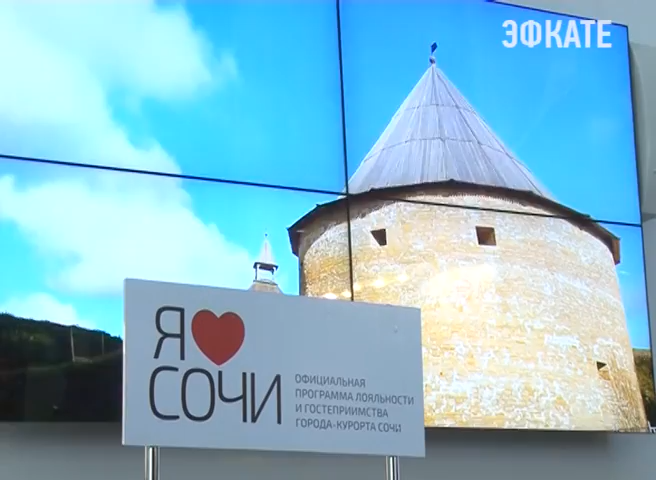 ЭФКАТЕ
Я
СОЧИ
ОФИЦИАЛЬНАЯ
ПРОГРАММА ЛОЯЛЬНОСТИ
И ГОСТЕПРИИМСТВА
ГОРОДА-КУРОРТА СОЧИ